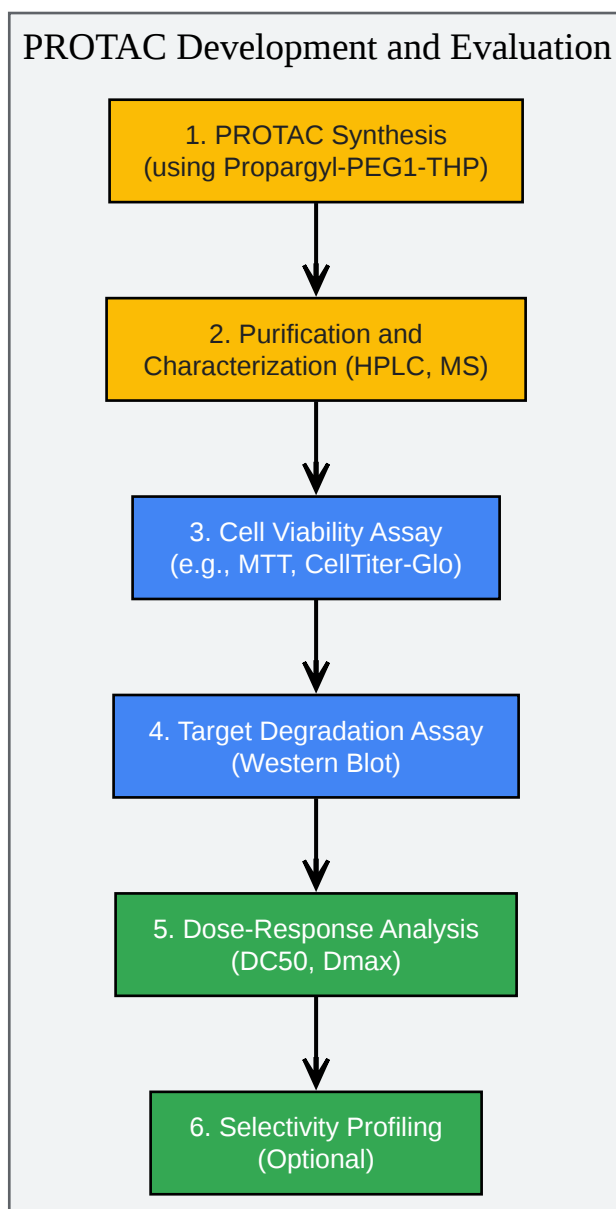 PROTAC Development and Evaluation
1. PROTAC Synthesis
(using Propargyl-PEG1-THP)
2. Purification and
Characterization (HPLC, MS)
3. Cell Viability Assay
(e.g., MTT, CellTiter-Glo)
4. Target Degradation Assay
(Western Blot)
5. Dose-Response Analysis
(DC50, Dmax)
6. Selectivity Profiling
(Optional)